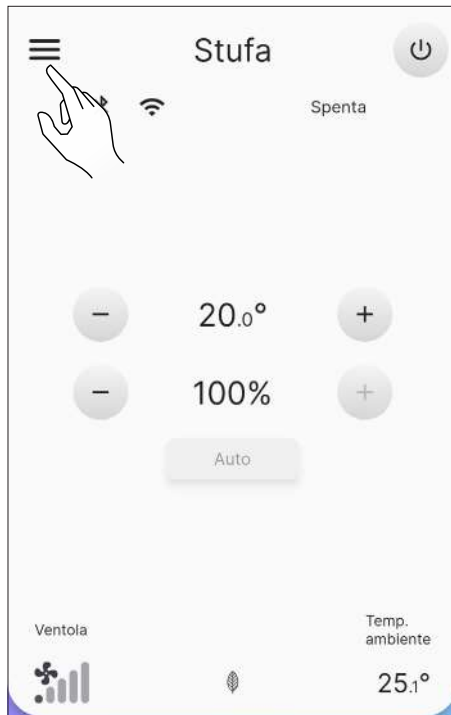 Stufa
Spenta
20.0°
100%
Auto
Ventola
Temp.
ambiente
25.1°